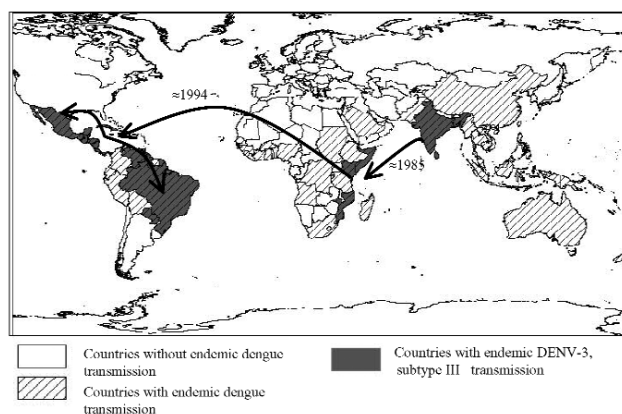 ≈1994
≈1985
Countries without endemic dengue
transmission
Countries with endemic dengue
transmission
Countries with endemic DENV-3,
subtype III transmission